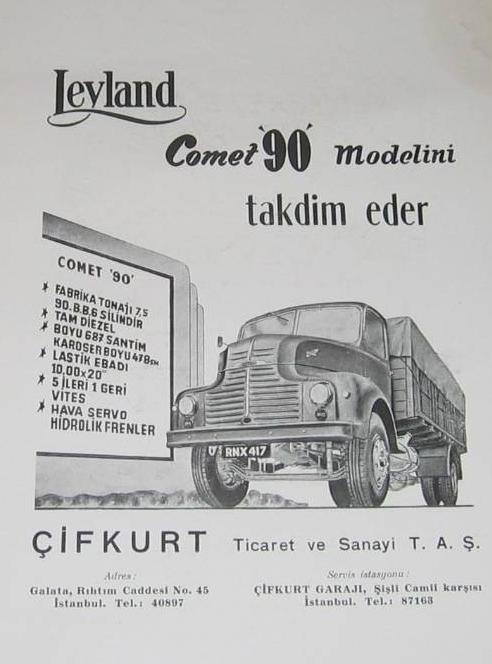 Leyland
Comet '90' Modelini
takdim eder
COMET '90'
* FABRİKA TONAJI 7,5
90.B.B.6 SİLİNDİR
* TAM DİEZEL
* BOYU 687 SANTİM
KAROSER BOYU 478 cm
* LASTİK EBADI
10,00x20"
* 5 İLERİ 1 GERİ
VİTES
* HAVA SERVO
HİDROLİK FRENLER
RNX 417
ÇİFKURT Ticaret ve Sanayi T. A. Ş.
Adres:
Galata, Rıhtım Caddesi No. 45
İstanbul. Tel.: 40897
Servis istasyonu:
ÇİFKURT GARAJI, Şişli Camii karşısı
İstanbul. Tel.: 87163